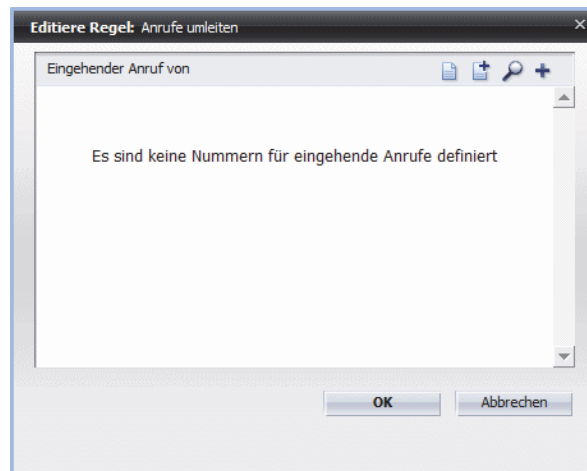 Editiere Regel: Anrufe umleiten
Eingehender Anruf von
Es sind keine Nummern für eingehende Anrufe definiert
OK
Abbrechen